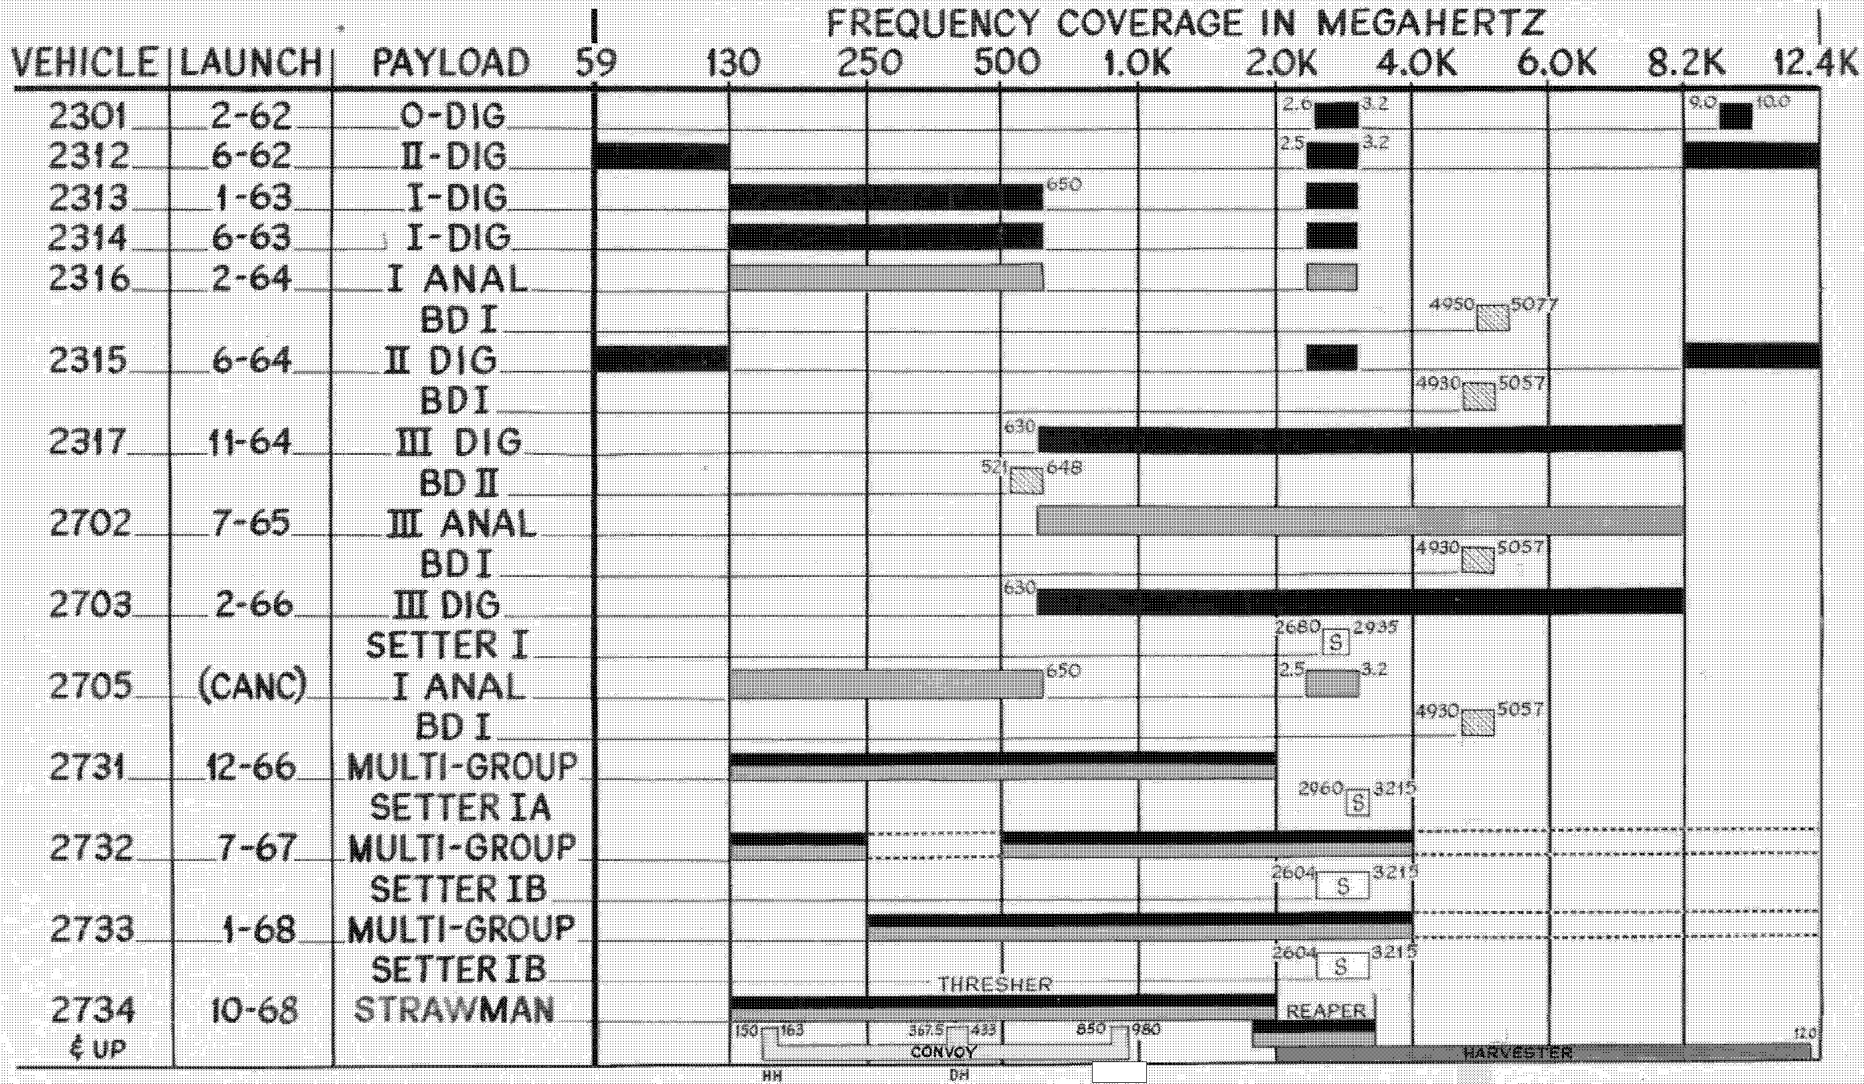 FREQUENCY COVERAGE IN MEGAHERTZ
VEHICLE LAUNCH PAYLOAD 59 130 250 500 1.0K 2.0K 4.0K 6.0K 8.2K 12.4K
2301 2-62 O-DIG 2.6 3.2 9.0 10.0
2312 6-62 II-DIG 2.5 3.2
2313 1-63 I-DIG 650
2314 6-63 I-DIG
2316 2-64 I ANAL
BD I 4950 5077
2315 6-64 II DIG
BD I 4930 5057
2317 11-64 III DIG 630
BD II 521 648
2702 7-65 III ANAL
BD I 4930 5057
2703 2-66 III DIG 630
SETTER I 2680 S 2935
2705 (CANC) I ANAL 650 2.5 3.2
BD I 4930 5057
2731 12-66 MULTI-GROUP
SETTER IA 2960 S 3215
2732 7-67 MULTI-GROUP
SETTER IB 2604 S 3215
2733 1-68 MULTI-GROUP
SETTER IB 2604 S 3215
THRESHER
2734 10-68 STRAWMAN REAPER
150 163 367.5 433 850 980 12.0
& UP CONVOY HARVESTER
HH DH